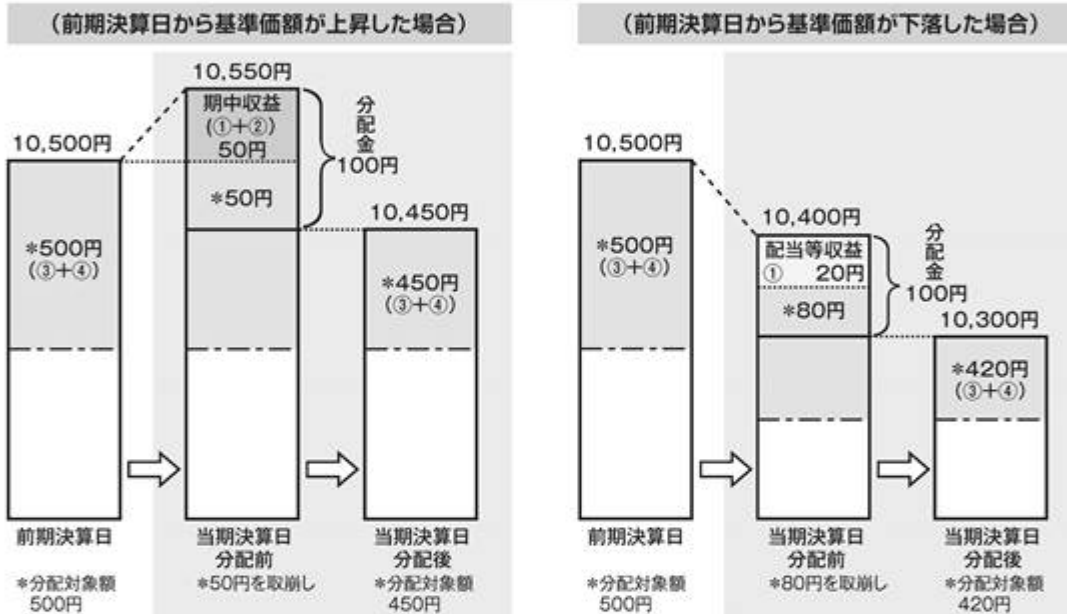 (前期決算日から基準価額が上昇した場合)
10,550円
期中収益
(①+②)
50円
*50円
分配金
100円
10,500円
*500円
(③+④)
10,450円
*450円
(③+④)
前期決算日
当期決算日
分配前
当期決算日
分配後
*分配対象額
500円
*50円を取崩し
*分配対象額
450円
(前期決算日から基準価額が下落した場合)
10,500円
*500円
(③+④)
10,400円
配当等収益
① 20円
*80円
分配金
100円
10,300円
*420円
(③+④)
前期決算日
当期決算日
分配前
当期決算日
分配後
*分配対象額
500円
*80円を取崩し
*分配対象額
420円